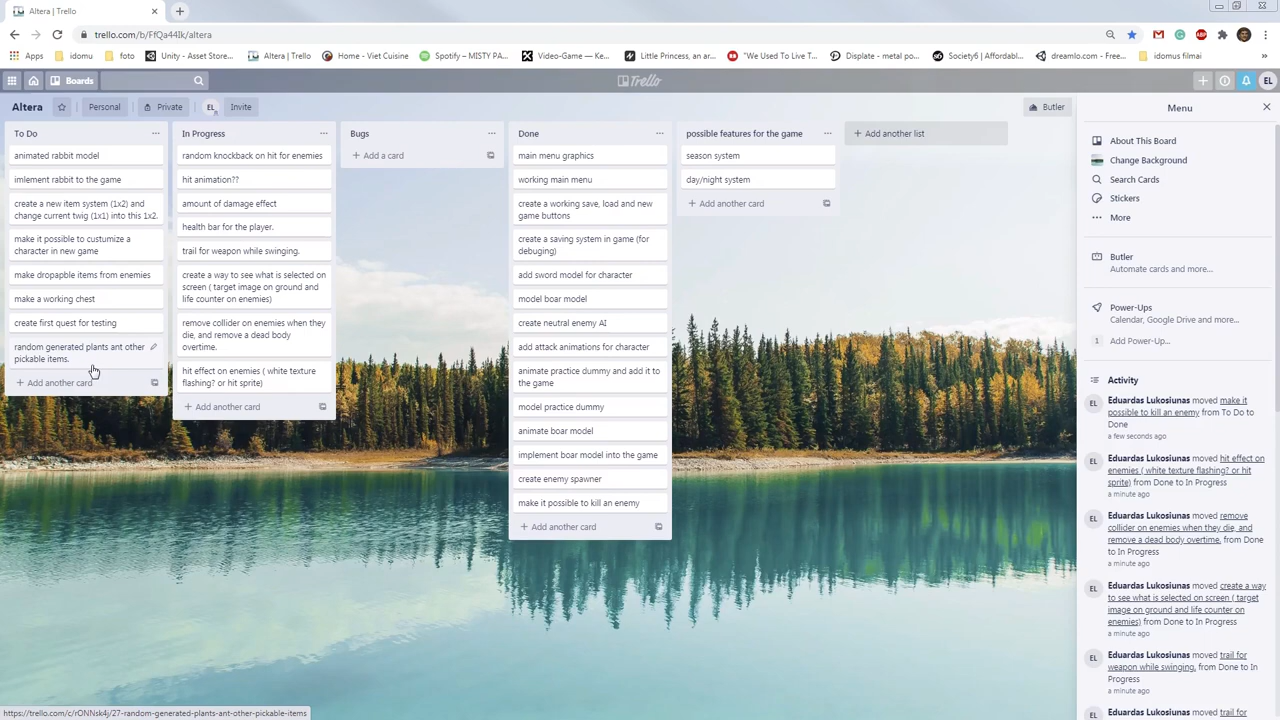 Altera | Trello
trello.com/b/FfQa44Ik/altera
Apps
idomu
foto
Unity - Asset Store...
Altera | Trello
Home - Viet Cuisine
Spotify – MISTY PA...
Video-Game — Ke...
Little Princess, an ar...
"We Used To Live T...
Displate - metal po...
Society6 | Affordabl...
dreamlo.com - Free...
idomus filmai
Boards
Trello
EL
Altera
Personal
Private
EL
Invite
Butler
To Do
animated rabbit model
imlement rabbit to the game
create a new item system (1x2) and
change current twig (1x1) into this 1x2.
make it possible to custumize a
character in new game
make dropapble items from enemies
make a working chest
create first quest for testing
random generated plants ant other
pickable items.
+ Add another card
In Progress
random knockback on hit for enemies
hit animation??
amount of damage effect
health bar for the player.
trail for weapon while swinging.
create a way to see what is selected on
screen ( target image on ground and
life counter on enemies)
remove collider on enemies when they
die, and remove a dead body
overtime.
hit effect on enemies ( white texture
flashing? or hit sprite)
+ Add another card
Bugs
+ Add a card
Done
main menu graphics
working main menu
create a working save, load and new
game buttons
create a saving system in game (for
debuging)
add sword model for character
model boar model
create neutral enemy AI
add attack animations for character
animate practice dummy and add it to
the game
model practice dummy
animate boar model
implement boar model into the game
create enemy spawner
make it possible to kill an enemy
+ Add another card
possible features for the game
season system
day/night system
+ Add another card
+ Add another list
Menu
About This Board
Change Background
Search Cards
Stickers
More
Butler
Automate cards and more...
Power-Ups
Calendar, Google Drive and more...
1 Add Power-Up...
Activity
EL
Eduardas Lukosiunas moved make it
possible to kill an enemy from To Do to
Done
a few seconds ago
EL
Eduardas Lukosiunas moved hit effect on
enemies ( white texture flashing? or hit
sprite) from Done to In Progress
a minute ago
EL
Eduardas Lukosiunas moved remove
collider on enemies when they die, and
remove a dead body overtime. from Done
to In Progress
a minute ago
EL
Eduardas Lukosiunas moved create a way
to see what is selected on screen ( target
image on ground and life counter on
enemies) from Done to In Progress
a minute ago
EL
Eduardas Lukosiunas moved trail for
weapon while swinging. from Done to In
Progress
a minute ago
EL
Eduardas Lukosiunas moved trail for
https://trello.com/c/rONNsk4j/27-random-generated-plants-ant-other-pickable-items